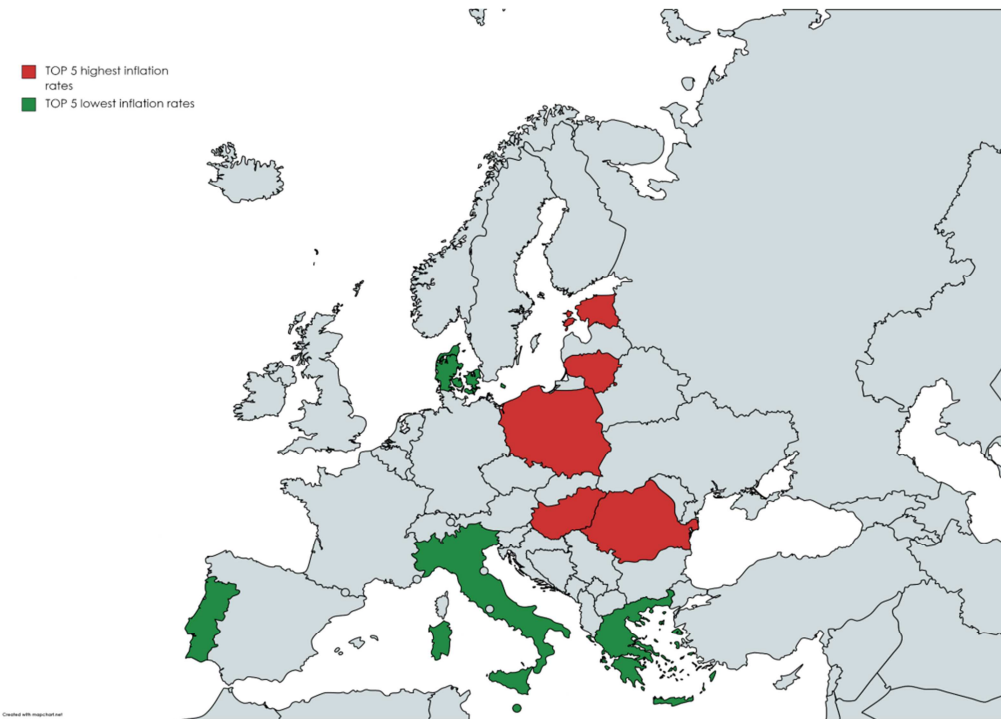 TOP 5 highest inflation
rates
TOP 5 lowest inflation rates
Created with mapchart.net